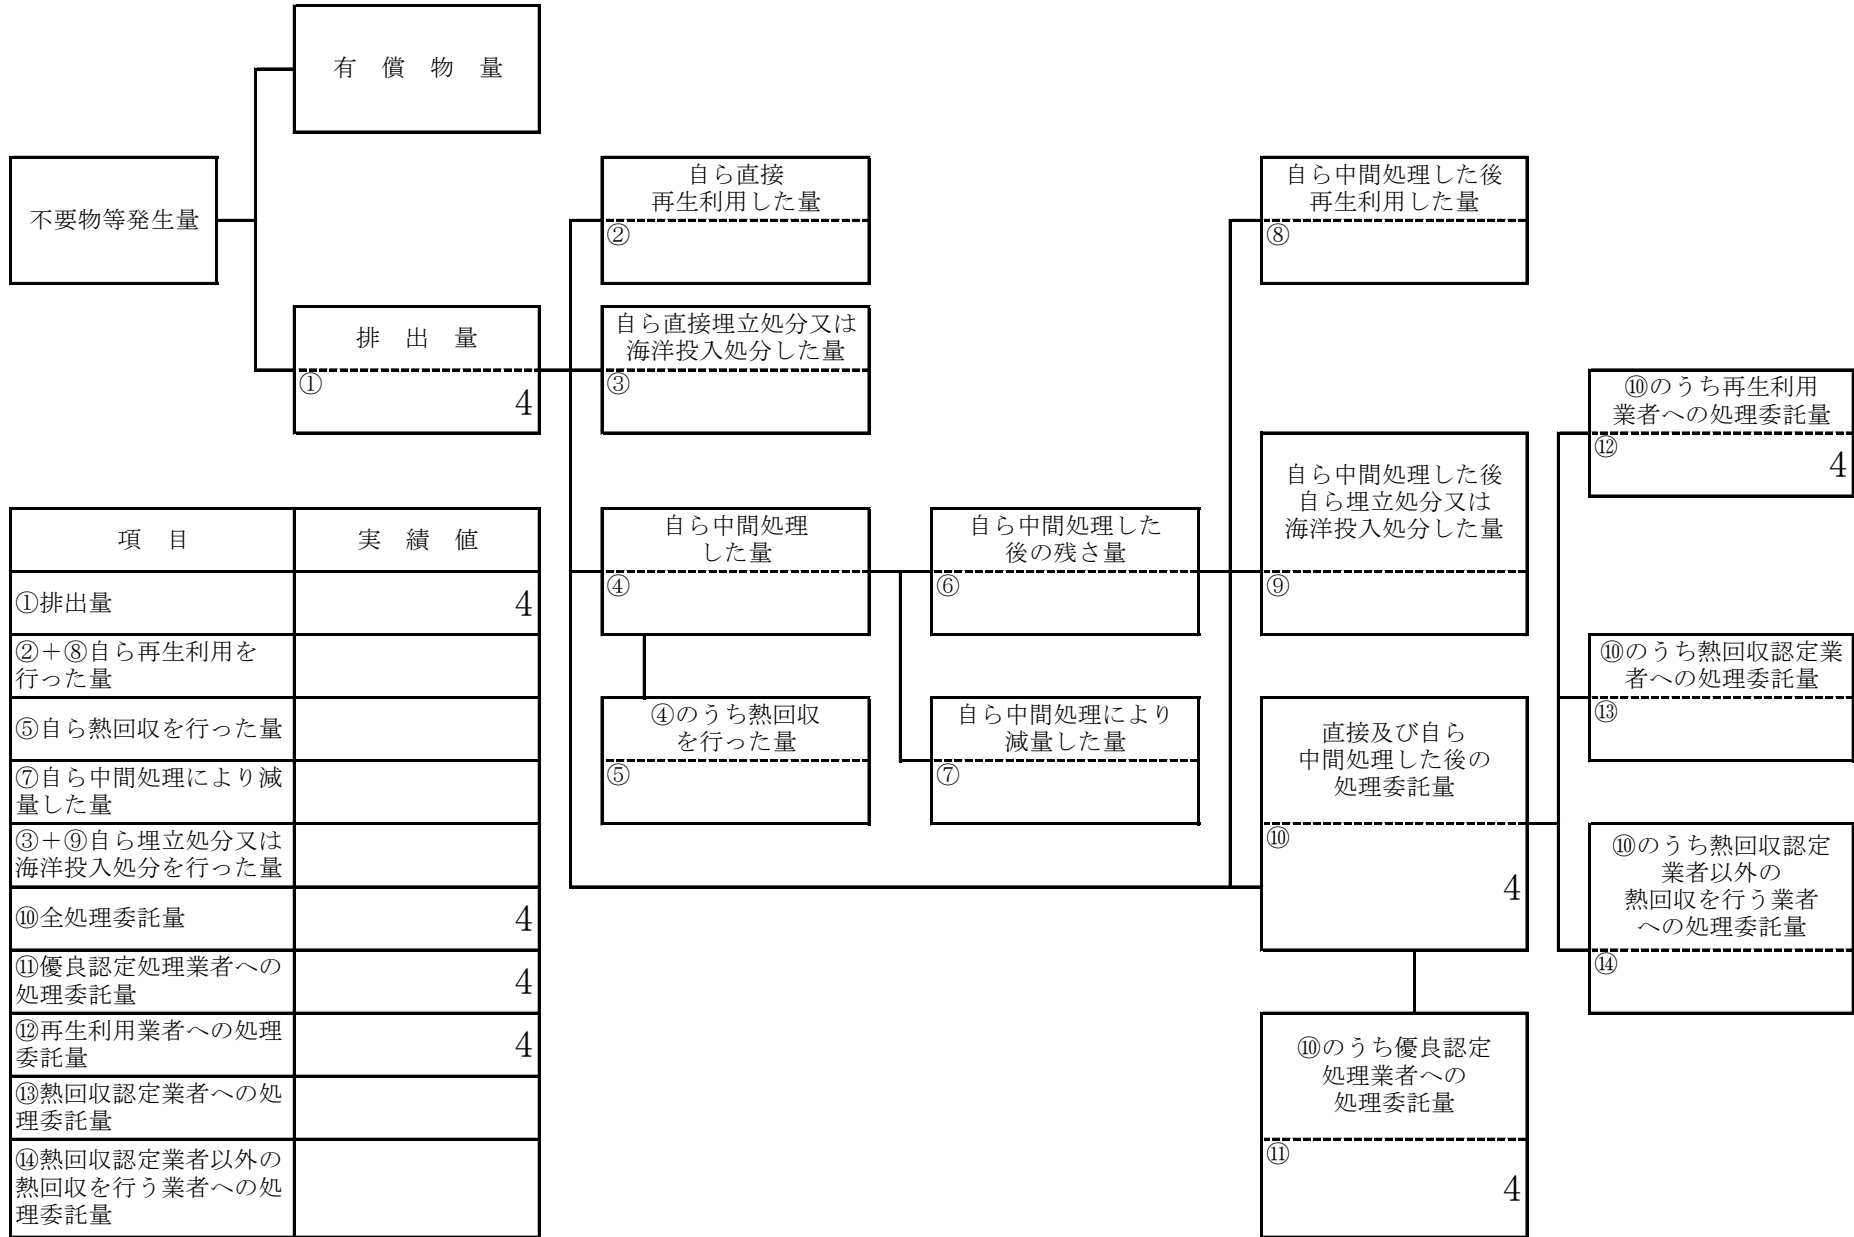 有　償　物　量
不要物等発生量
排　出　量
①
4
自ら直接
再生利用した量
②
自ら直接埋立処分又は
海洋投入処分した量
③
自ら中間処理
した量
④
④のうち熱回収
を行った量
⑤
自ら中間処理した
後の残さ量
⑥
自ら中間処理により
減量した量
⑦
自ら中間処理した後
再生利用した量
⑧
自ら中間処理した後
自ら埋立処分又は
海洋投入処分した量
⑨
直接及び自ら
中間処理した後の
処理委託量
⑩
4
⑩のうち優良認定
処理業者への
処理委託量
⑪
4
⑩のうち再生利用
業者への処理委託量
⑫
4
⑩のうち熱回収認定業
者への処理委託量
⑬
⑩のうち熱回収認定
業者以外の
熱回収を行う業者
への処理委託量
⑭
項　目　実　績　値
①排出量　4
②＋⑧自ら再生利用を
行った量
⑤自ら熱回収を行った量
⑦自ら中間処理により減
量した量
③＋⑨自ら埋立処分又は
海洋投入処分を行った量
⑩全処理委託量　4
⑪優良認定処理業者への
処理委託量　4
⑫再生利用業者への処理
委託量　4
⑬熱回収認定業者への処
理委託量
⑭熱回収認定業者以外の
熱回収を行う業者への処
理委託量